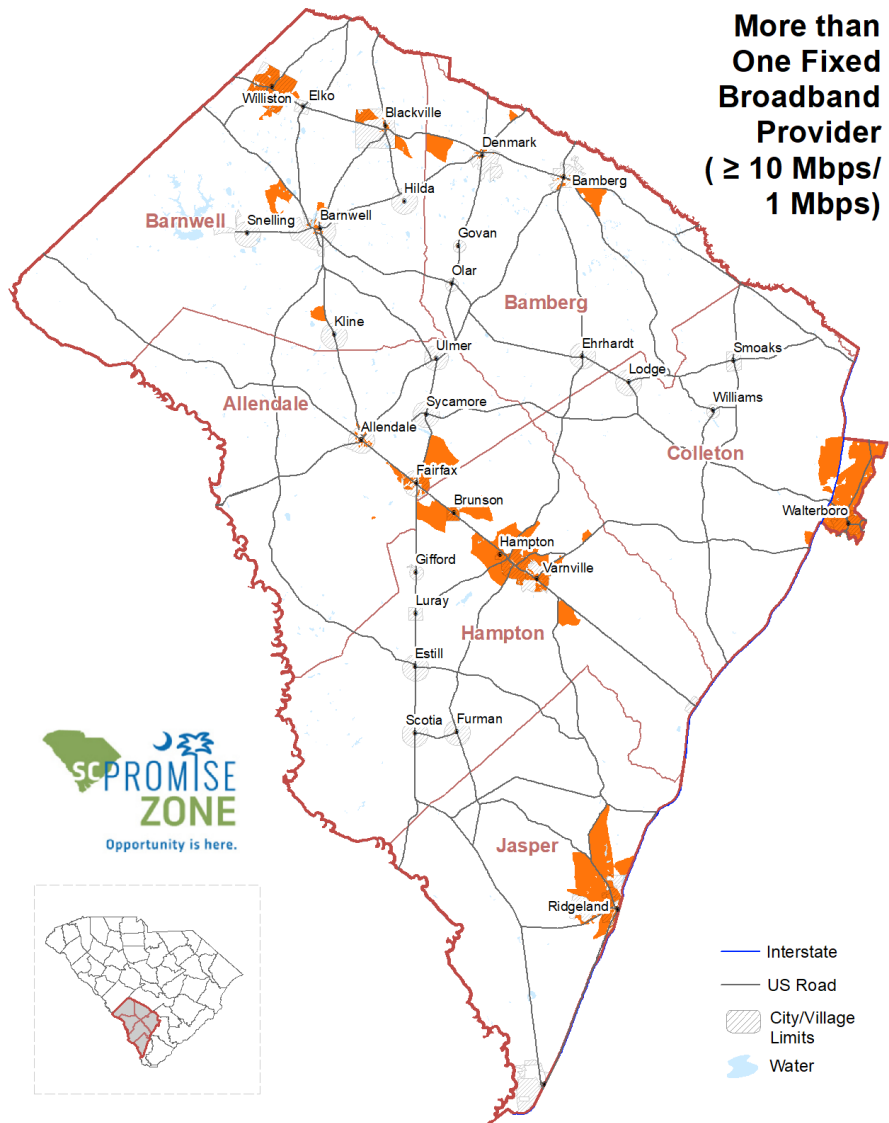 More than
One Fixed
Broadband
Provider
( ≥ 10 Mbps/
1 Mbps)
Williston
Elko
Blackville
Denmark
Bamberg
Hilda
Barnwell
Snelling
Barnwell
Govan
Olar
Bamberg
Kline
Ulmer
Ehrhardt
Lodge
Smoaks
Williams
Allendale
Sycamore
Allendale
Colleton
Fairfax
Brunson
Walterboro
Hampton
Gifford
Varnville
Luray
Hampton
Estill
Scotia
Furman
SC PROMISE
ZONE
Opportunity is here.
Jasper
Ridgeland
Interstate
US Road
City/Village
Limits
Water